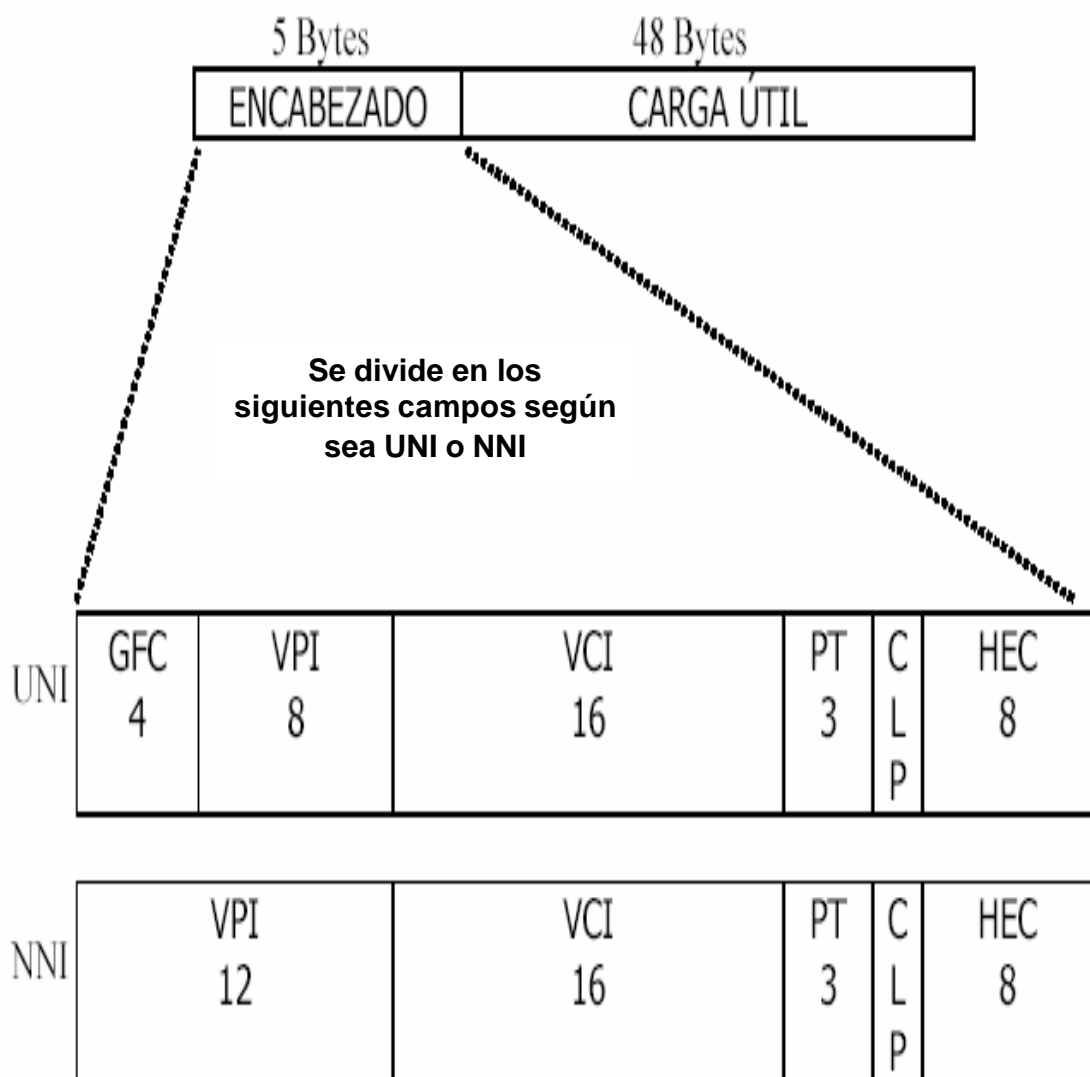 5 Bytes 48 Bytes
ENCABEZADO CARGA ÚTIL
Se divide en los
siguientes campos según
sea UNI o NNI
UNI
GFC VPI VCI PT C HEC
4 8 16 3 L 8
P
NNI
VPI VCI PT C HEC
12 16 3 L 8
P